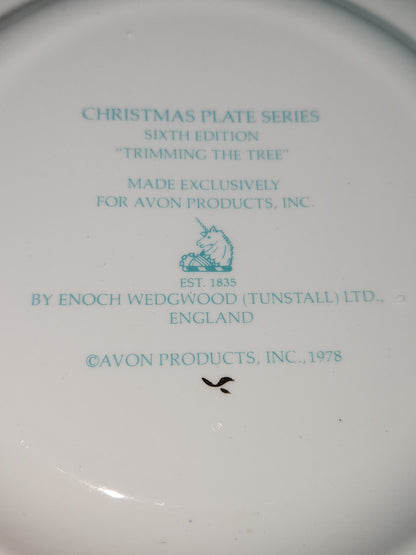 CHRISTMAS PLATE SERIES
SIXTH EDITION
"TRIMMING THE TREE"
MADE EXCLUSIVELY
FOR AVON PRODUCTS, INC.
EST. 1835
BY ENOCH WEDGWOOD (TUNSTALL) LTD.,
ENGLAND
©AVON PRODUCTS, INC., 1978